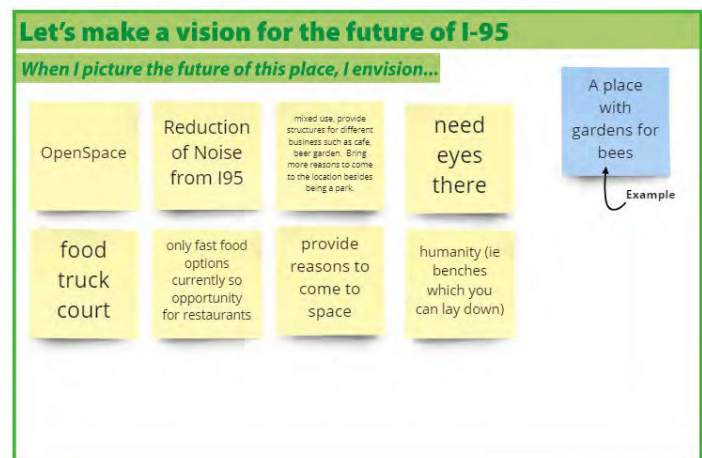 Let's make a vision for the future of I-95
When I picture the future of this place, I envision...
OpenSpace
Reduction
of Noise
from I95
mixed use, provide
structures for different
business such as cafe,
beer garden. Bring
more reasons to come
to the location besides
being a park.
need
eyes
there
A place
with
gardens for
bees
Example
food
truck
court
only fast food
options
currently so
opportunity
for restaurants
provide
reasons to
come to
space
humanity (ie
benches
which you
can lay down)